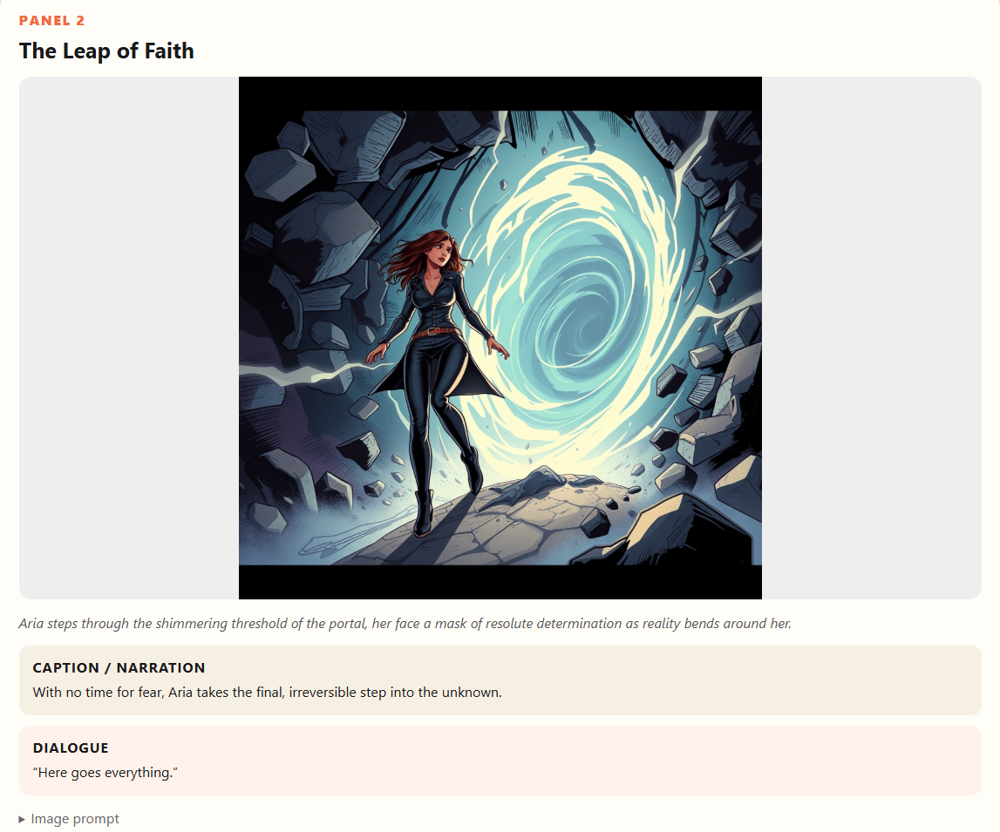 PANEL 2
The Leap of Faith
Aria steps through the shimmering threshold of the portal, her face a mask of resolute determination as reality bends around her.
CAPTION / NARRATION
With no time for fear, Aria takes the final, irreversible step into the unknown.
DIALOGUE
“Here goes everything.”
Image prompt